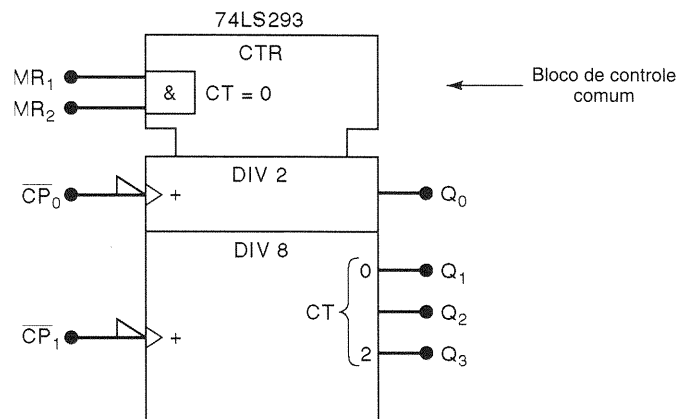 74LS293
CTR
MR1
MR2
&
CT = 0
Bloco de controle
comum
DIV 2
CP0
+
Q0
DIV 8
CP1
+
CT
0
2
Q1
Q2
Q3